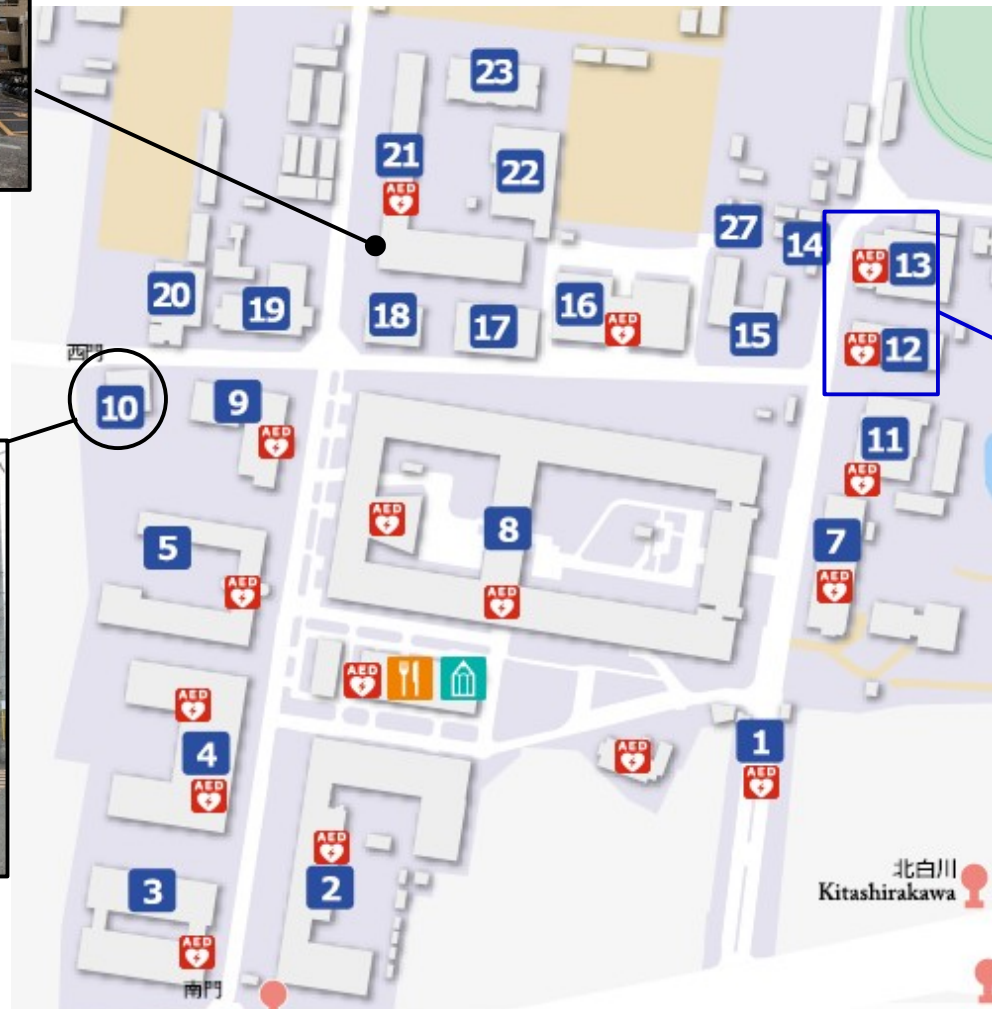 23
21
AED
22
27
14
AED
13
20
19
18
17
16
AED
15
西門
AED
12
10
9
AED
11
AED
5
AED
8
7
AED
AED
AED
AED
AED
4
AED
AED
1
AED
AED
3
2
北白川
Kitashirakawa
AED
南門